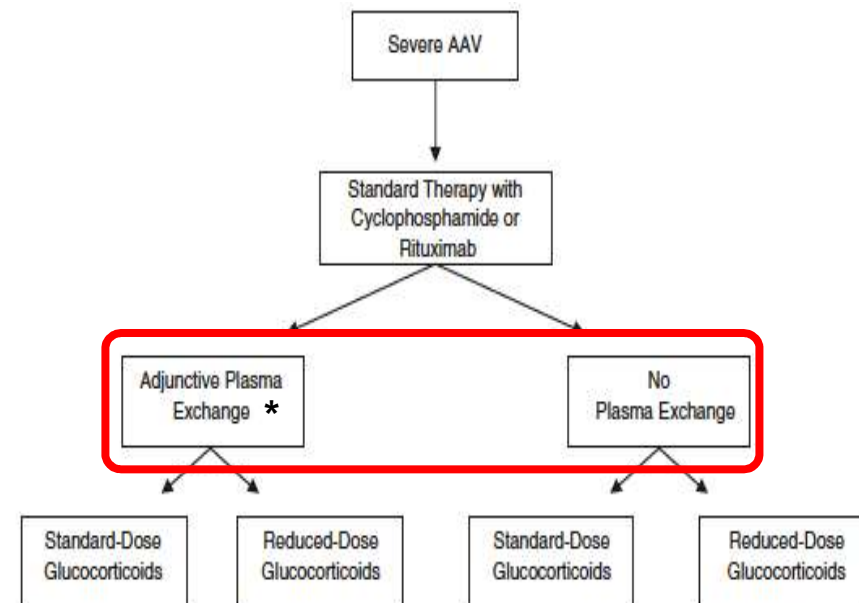 Severe AAV
Standard Therapy with
Cyclophosphamide or
Rituximab
Adjunctive Plasma
Exchange *
No
Plasma Exchange
Standard-Dose
Glucocorticoids
Reduced-Dose
Glucocorticoids
Standard-Dose
Glucocorticoids
Reduced-Dose
Glucocorticoids